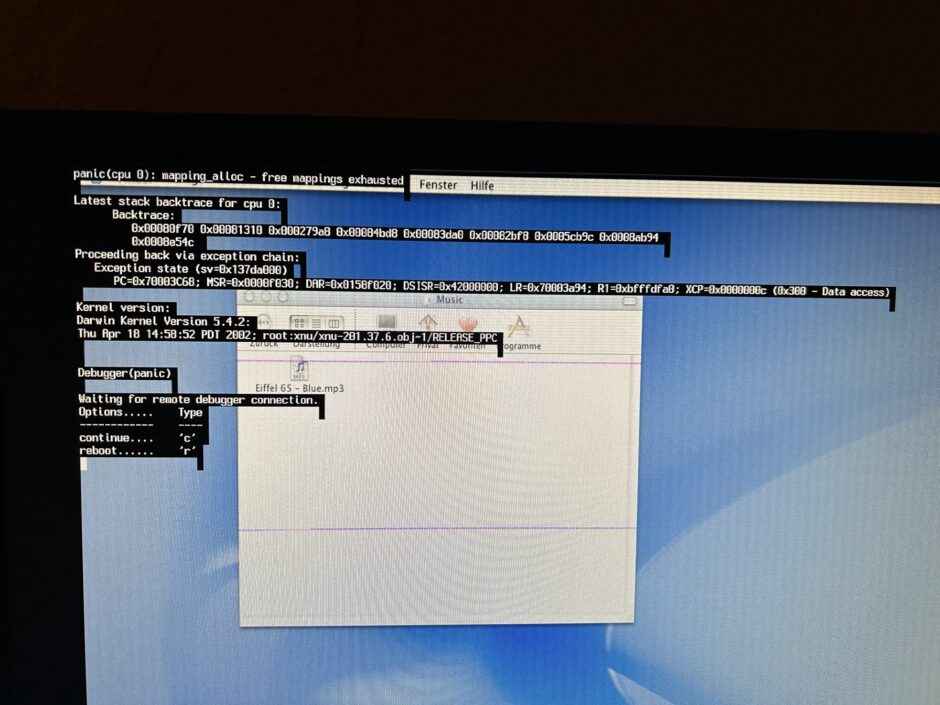 panic(cpu 0): mapping_alloc - free mappings exhausted
Fenster Hilfe
Latest stack backtrace for cpu 0:
Backtrace:
0x00080f70 0x00081310 0x000279a8 0x00084bd8 0x00083da0 0x00082bf8 0x0005cb9c 0x0008ab94
0x0008e54c
Proceeding back via exception chain:
Exception state (sv=0x137da000)
PC=0x70003C68; MSR=0x0000F030; DAR=0x0158F020; DSISR=0x42000000; LR=0x70003a94; R1=0xbfffdfa0; XCP=0x0000000c (0x300 - Data access)
Music
Kernel version:
Darwin Kernel Version 5.4.2:
Thu Apr 18 14:58:52 PDT 2002; root:xnu/xnu-201.37.6.obj~1/RELEASE_PPC
Zurück Darstellung Computer Privat Favoriten ogramme
Debugger(panic)
MP3
Eiffel 65 - Blue.mp3
Waiting for remote debugger connection.
Options..... Type
------------ ----
continue.... 'c'
reboot...... 'r'